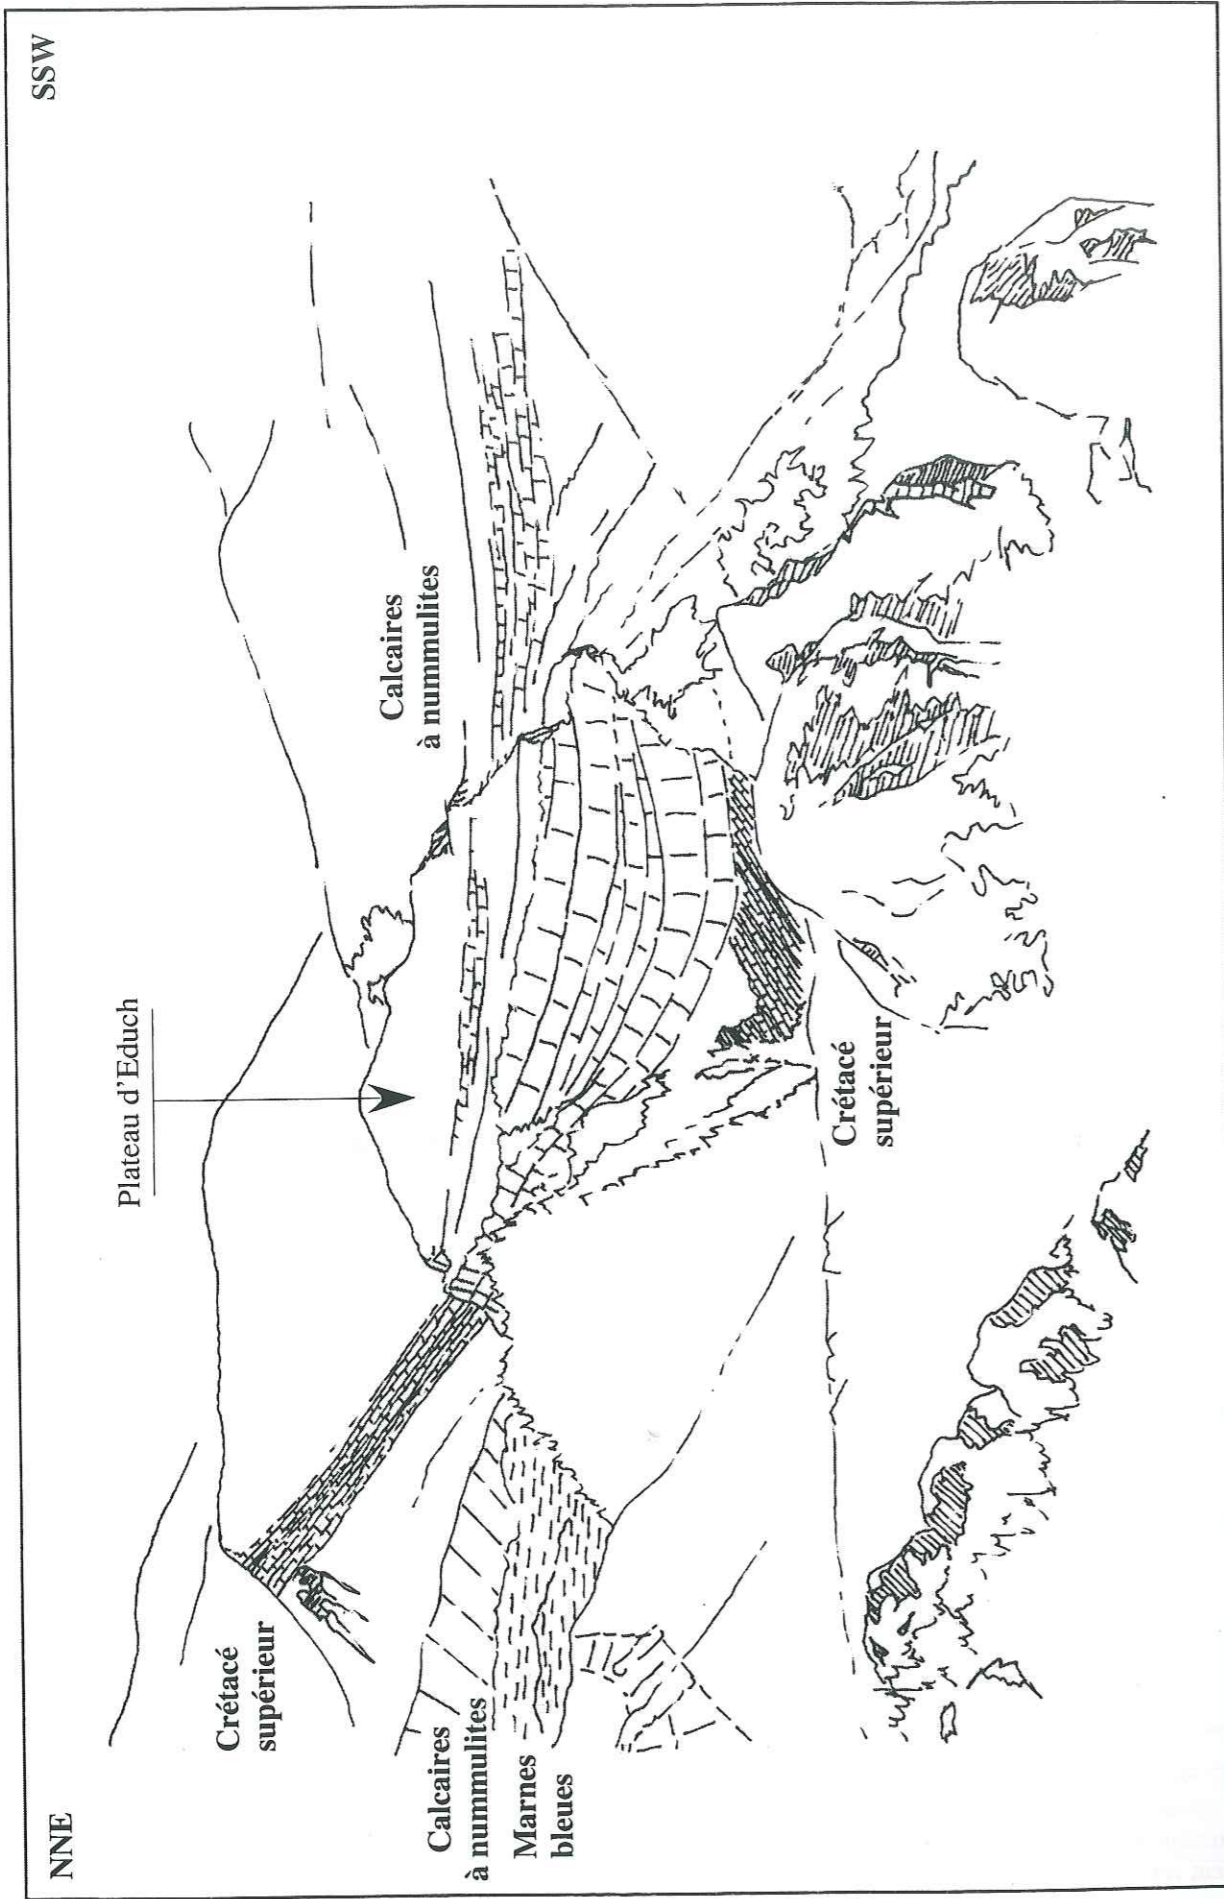 NNE
SSW
Plateau d'Educh
Crétacé
supérieur
Calcaires
à nummulites
Calcaires
à nummulites
Marnes
bleues
Crétacé
supérieur